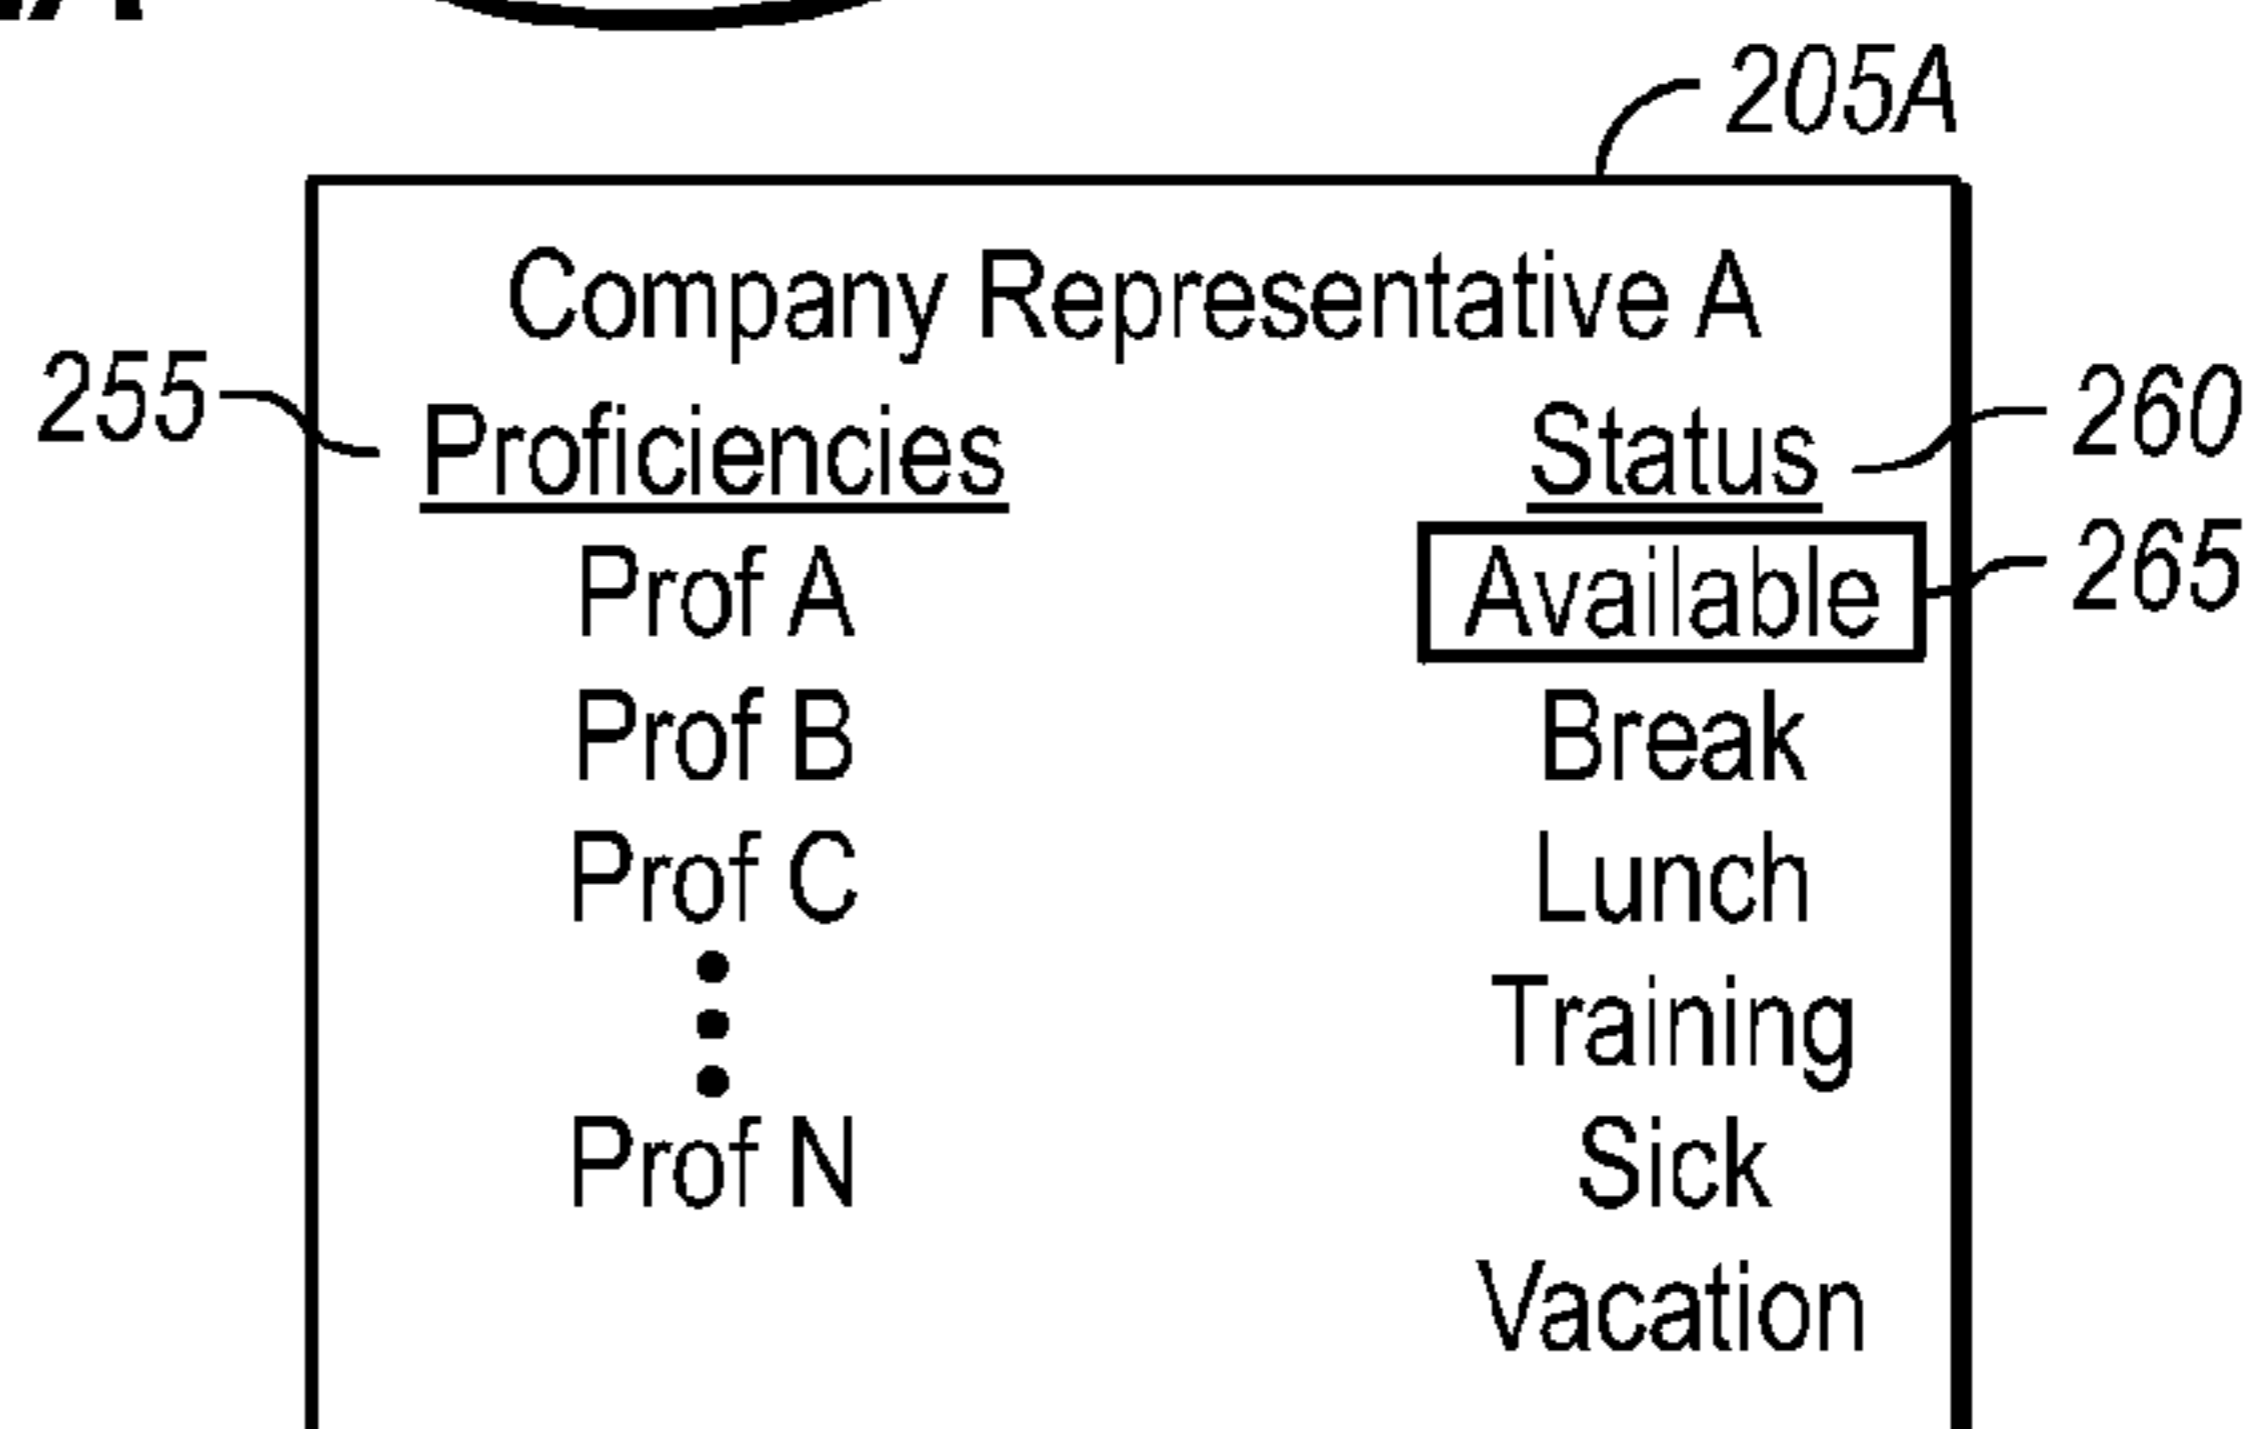 205A
Company Representative A
255 Proficiencies Status 260
Prof A Available 265
Prof B Break
Prof C Lunch
Training
Prof N Sick
Vacation